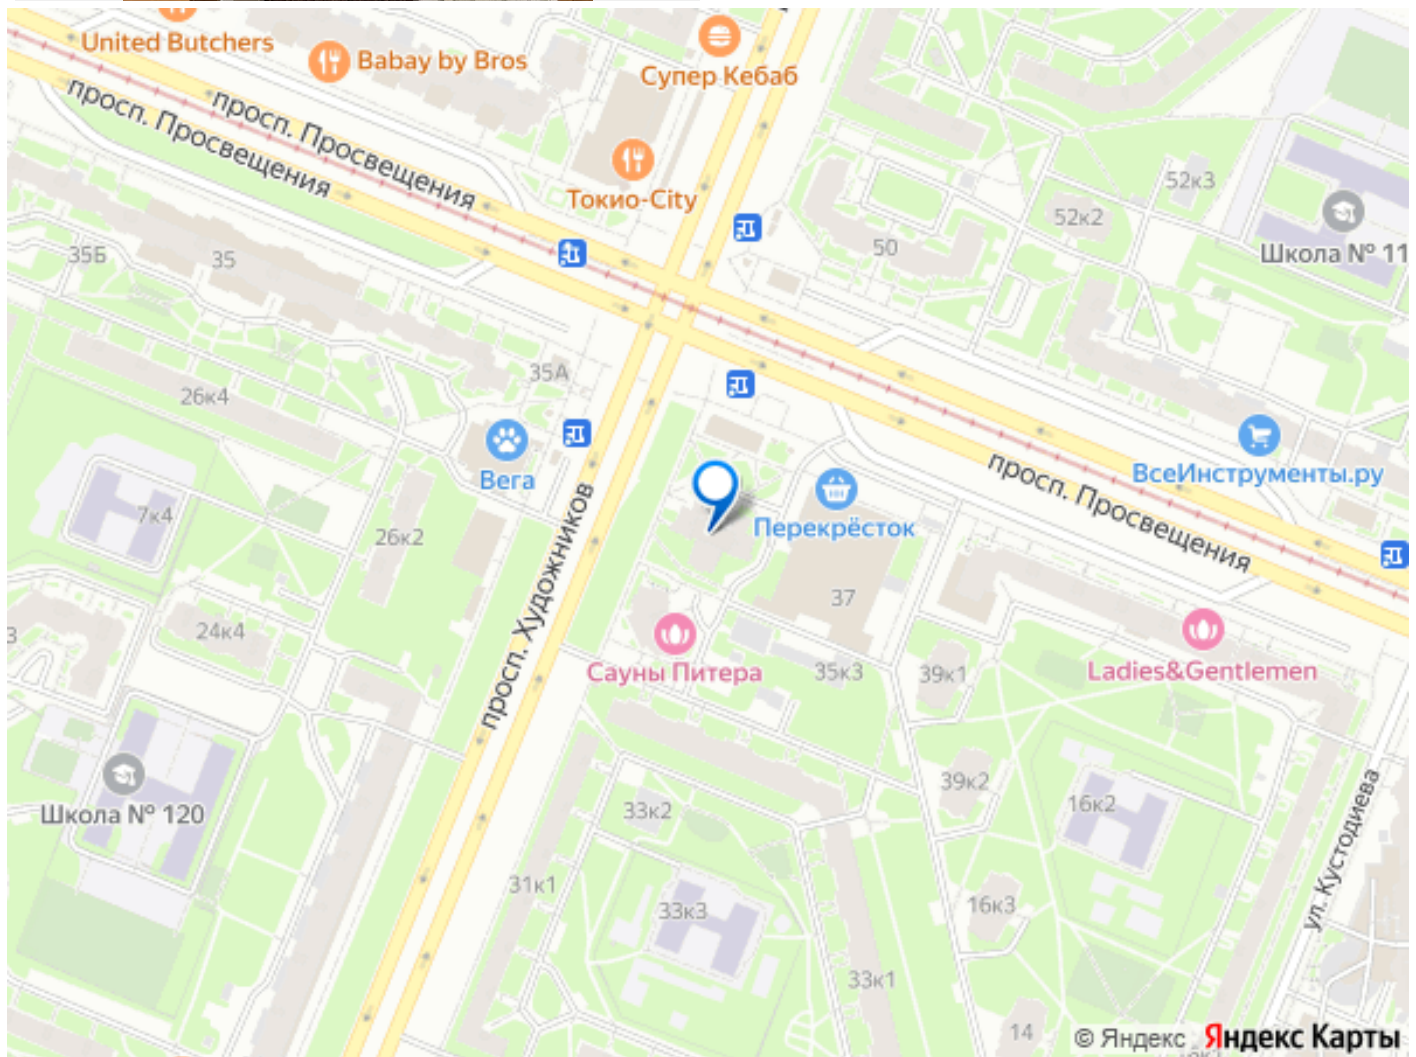 United Butchers
Babay by Bros
Супер Кебаб
просп. Просвещения
просп. Просвещения
Токио-City
52к3
52к2
50
Школа № 11
35Б
35
35А
26к4
Вега
ВсеИнструменты.ру
просп. Просвещения
Перекрёсток
7к4
26к2
просп. Художников
37
24к4
3
Сауны Питера
35к3
39к1
Ladies&Gentlemen
Школа № 120
39к2
33к2
16к2
ул. Кустодиева
31к1
33к3
16к3
33к1
14
© Яндекс Яндекс Карты